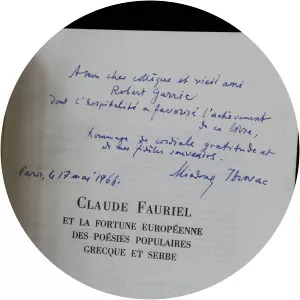 A mon cher collègue et vieil ami
Robert Garric
dont l'hospitalité a favorisé l'achèvement
de ce livre,
hommage de cordiale gratitude et
de mes fidèles souvenirs.
Paris, le 17 mai 1966. Miodrag Ibrovac
CLAUDE FAURIEL
ET LA FORTUNE EUROPÉENNE
DES POÉSIES POPULAIRES
GRECQUE ET SERBE